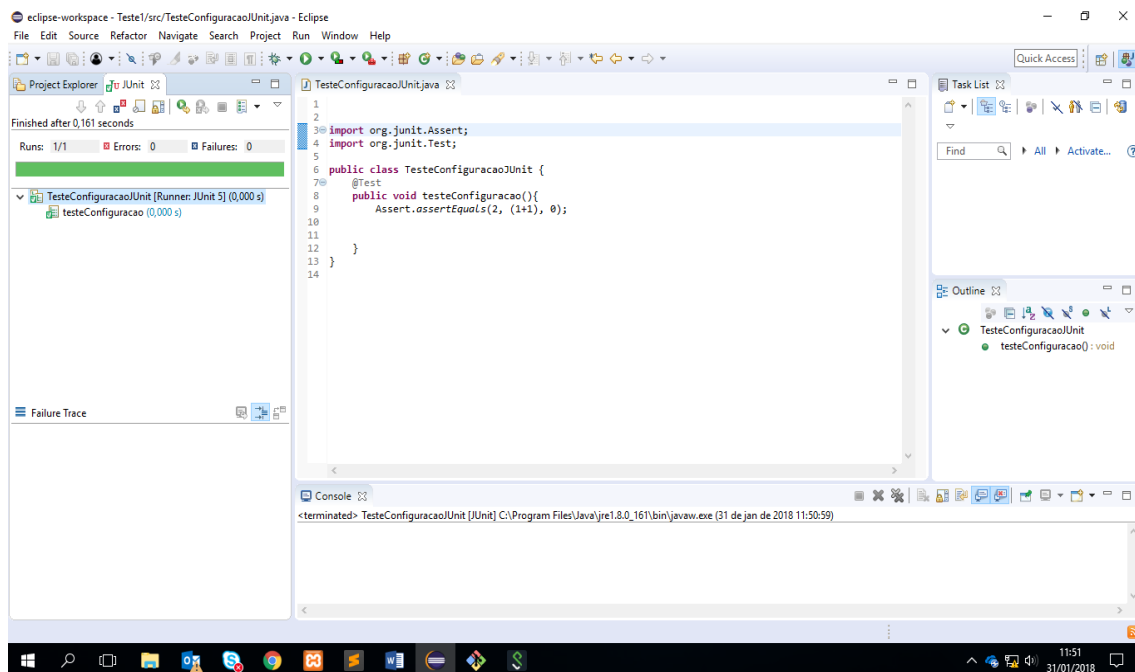 eclipse-workspace - Teste1/src/TesteConfiguracaoJUnit.java - Eclipse
File Edit Source Refactor Navigate Search Project Run Window Help
Quick Access
Project Explorer JUnit
Finished after 0,161 seconds
Runs: 1/1 Errors: 0 Failures: 0
TesteConfiguracaoJUnit [Runner: JUnit 5] (0,000 s)
testeConfiguracao (0,000 s)
Failure Trace
TesteConfiguracaoJUnit.java
1
2
3 import org.junit.Assert;
4 import org.junit.Test;
5
6 public class TesteConfiguracaoJUnit {
7 @Test
8 public void testeConfiguracao(){
9 Assert.assertEquals(2, (1+1), 0);
10
11
12 }
13 }
14
Task List
Find All Activate...
Outline
TesteConfiguracaoJUnit
testeConfiguracao() : void
Console
<terminated> TesteConfiguracaoJUnit [JUnit] C:\Program Files\Java\jre1.8.0_161\bin\javaw.exe (31 de jan de 2018 11:50:59)
11:51
31/01/2018